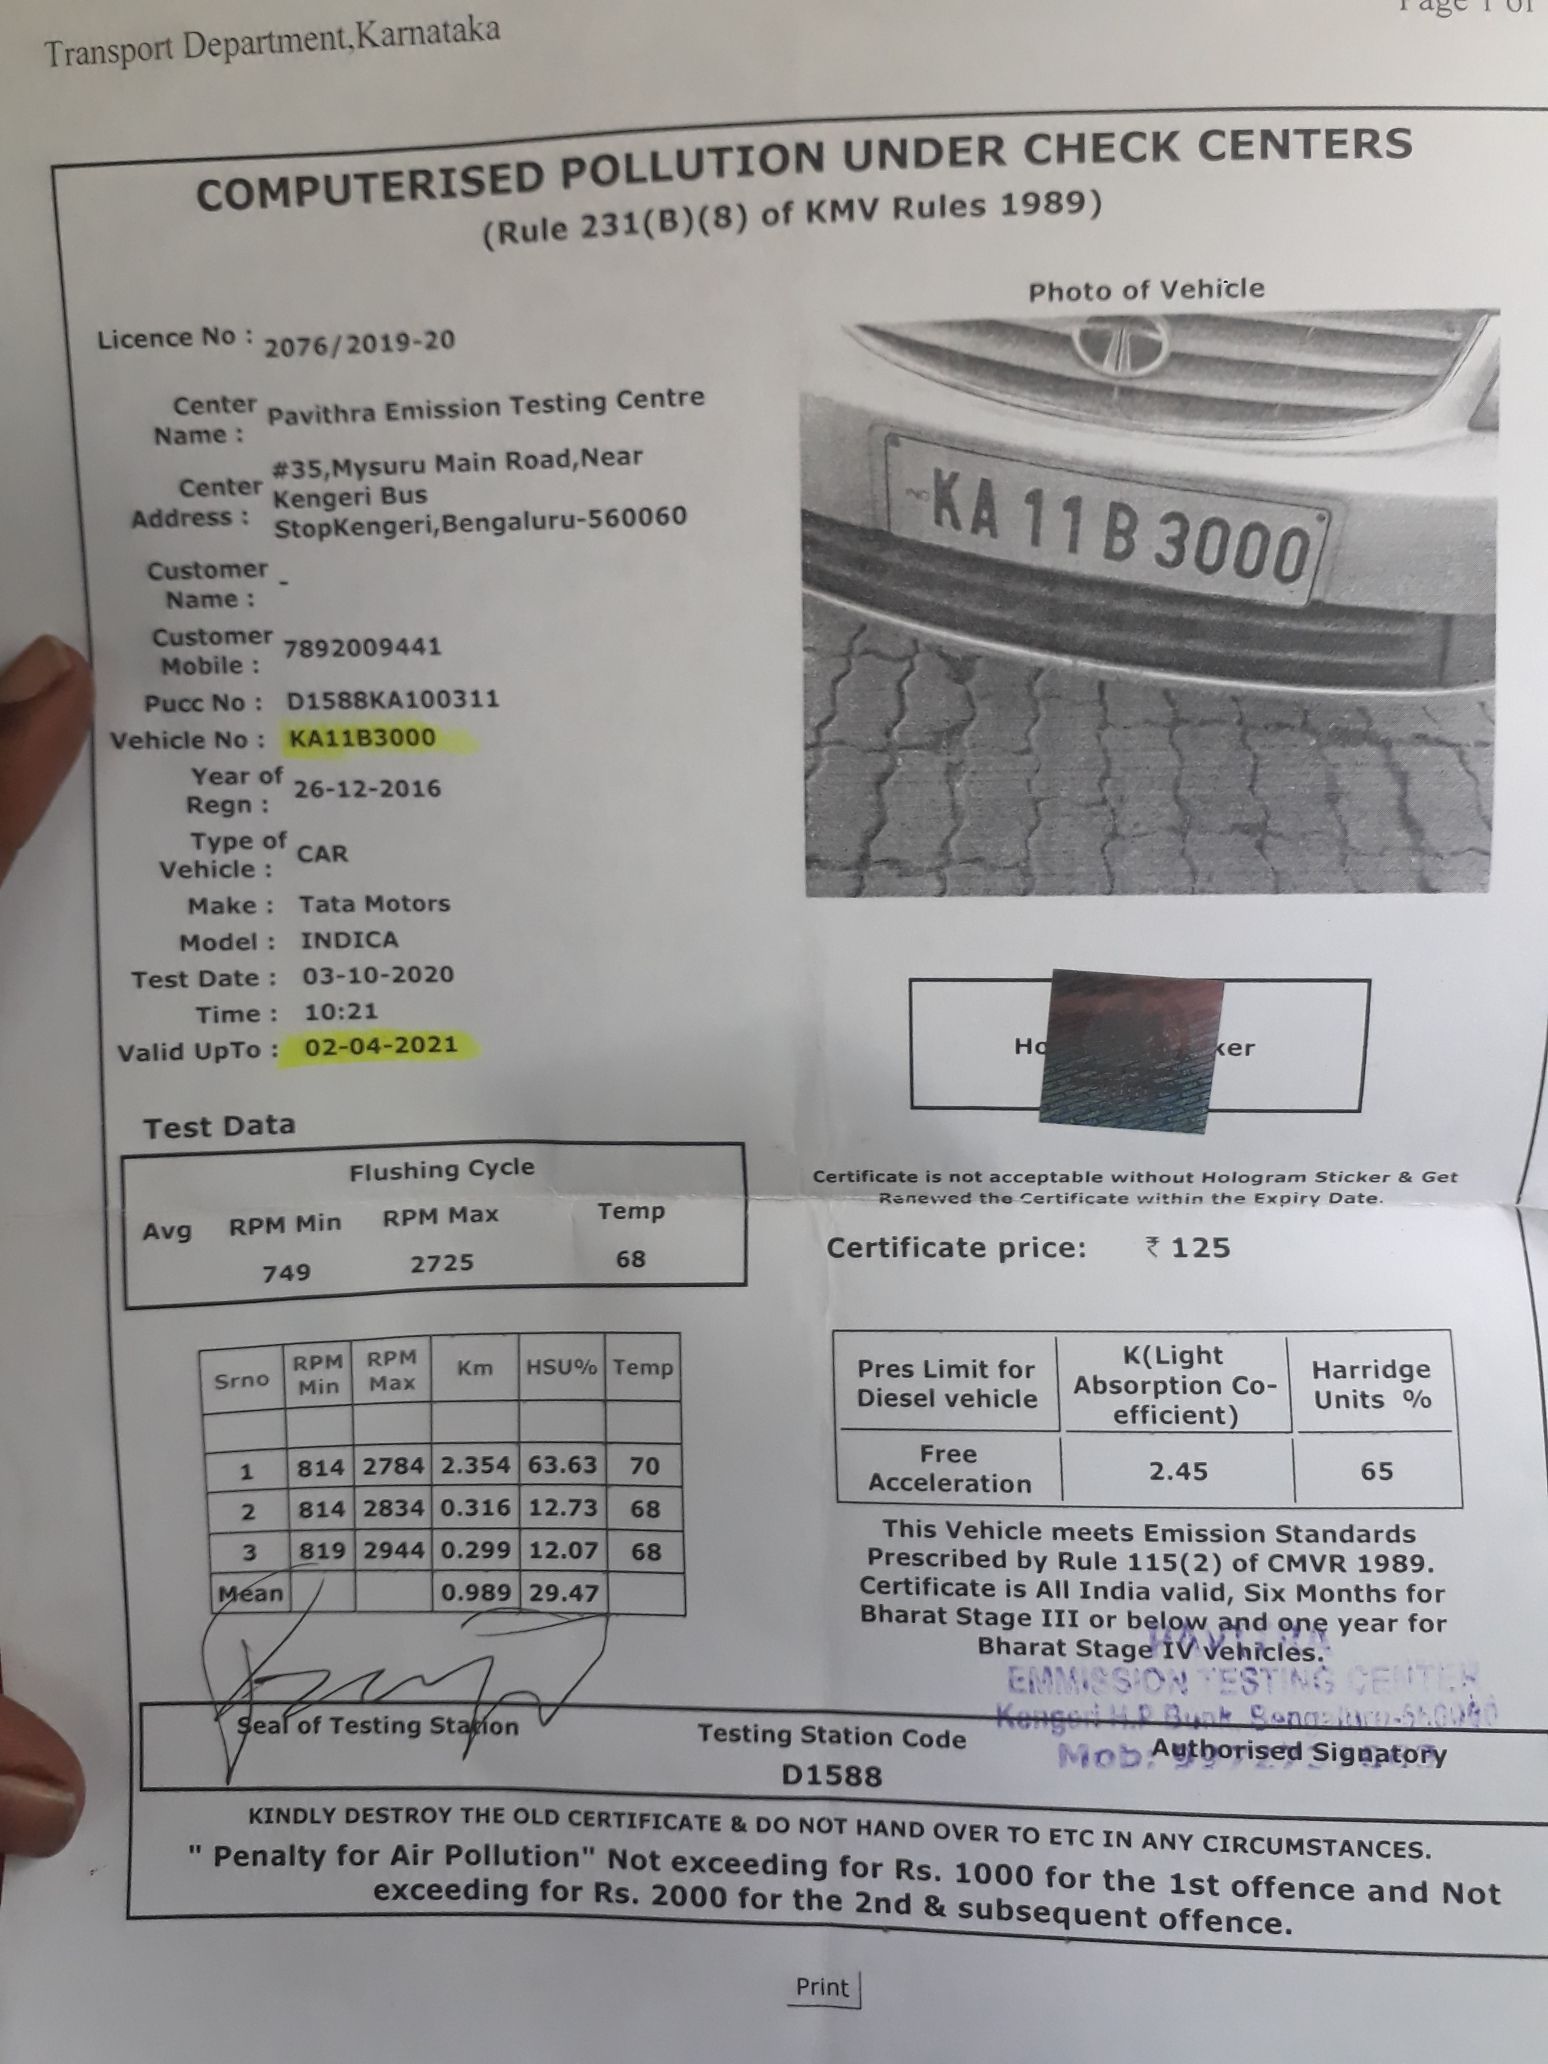 Transport Department,Karnataka
Page 1 of
COMPUTERISED POLLUTION UNDER CHECK CENTERS
(Rule 231(B)(8) of KMV Rules 1989)
Licence No : 2076/2019-20
Center Name : Pavithra Emission Testing Centre
Center Address : #35,Mysuru Main Road,Near
Kengeri Bus
StopKengeri,Bengaluru-560060
Customer Name : -
Customer Mobile : 7892009441
Pucc No : D1588KA100311
Vehicle No : KA11B3000
Year of Regn : 26-12-2016
Type of Vehicle : CAR
Make : Tata Motors
Model : INDICA
Test Date : 03-10-2020
Time : 10:21
Valid UpTo : 02-04-2021
Photo of Vehicle
KA 11 B 3000
Certificate is not acceptable without Hologram Sticker & Get
Renewed the Certificate within the Expiry Date.
Certificate price: ₹ 125
Test Data
Flushing Cycle
Avg RPM Min RPM Max Temp
749 2725 68
Srno RPM Min RPM Max Km HSU% Temp
1 814 2784 2.354 63.63 70
2 814 2834 0.316 12.73 68
3 819 2944 0.299 12.07 68
Mean 0.989 29.47
Pres Limit for Diesel vehicle K(Light Absorption Co-efficient) Harridge Units %
Free Acceleration 2.45 65
This Vehicle meets Emission Standards
Prescribed by Rule 115(2) of CMVR 1989.
Certificate is All India valid, Six Months for
Bharat Stage III or below and one year for
Bharat Stage IV Vehicles.
EMMISSION TESTING CENTER
Kengeri H.P Bunk, Bengaluru-560060
Mob:
Seal of Testing Station
Testing Station Code
D1588
Authorised Signatory
KINDLY DESTROY THE OLD CERTIFICATE & DO NOT HAND OVER TO ETC IN ANY CIRCUMSTANCES.
" Penalty for Air Pollution" Not exceeding for Rs. 1000 for the 1st offence and Not
exceeding for Rs. 2000 for the 2nd & subsequent offence.
Print